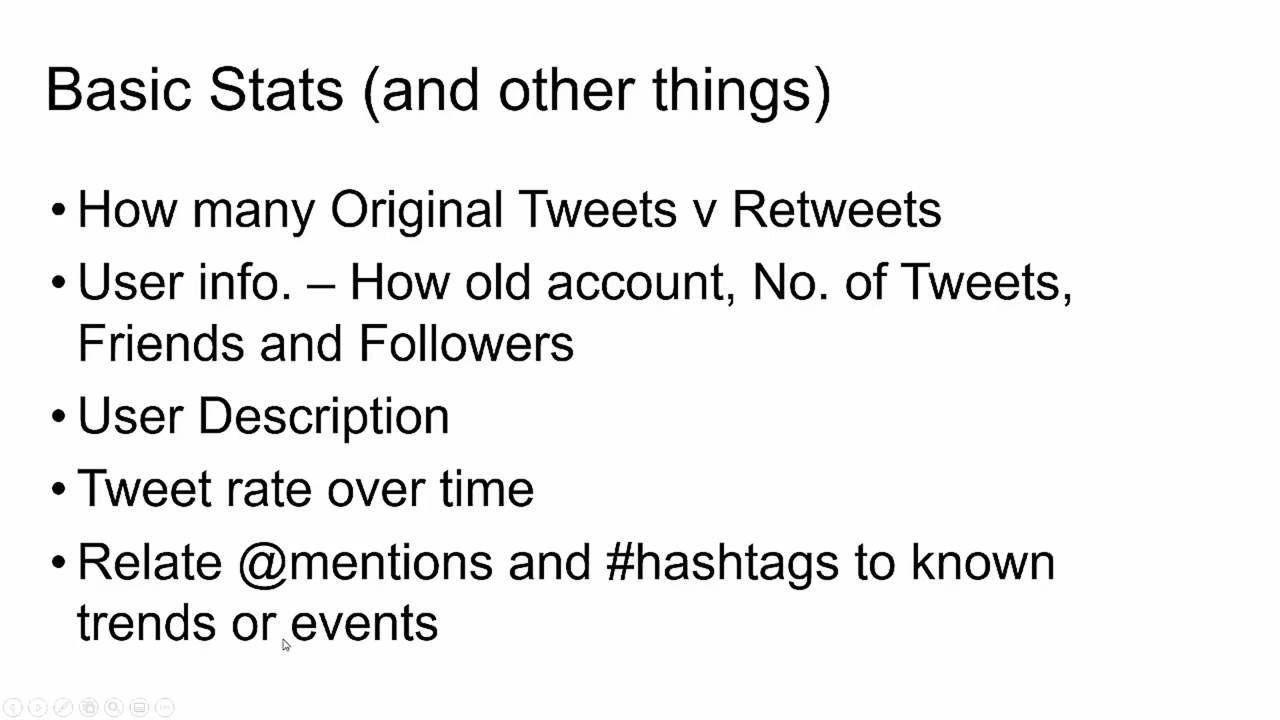 Basic Stats (and other things)
• How many Original Tweets v Retweets
• User info. – How old account, No. of Tweets,
Friends and Followers
• User Description
• Tweet rate over time
• Relate @mentions and #hashtags to known
trends or events